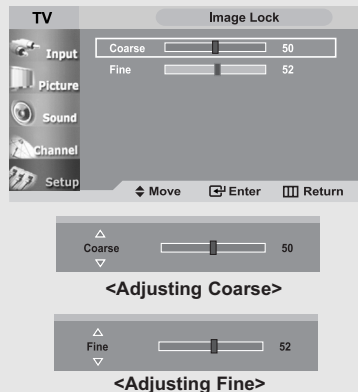 TV
Image Lock
Input
Coarse 50
Fine 52
Picture
Sound
Channel
Setup
Move Enter Return
Coarse 50
<Adjusting Coarse>
Fine 52
<Adjusting Fine>